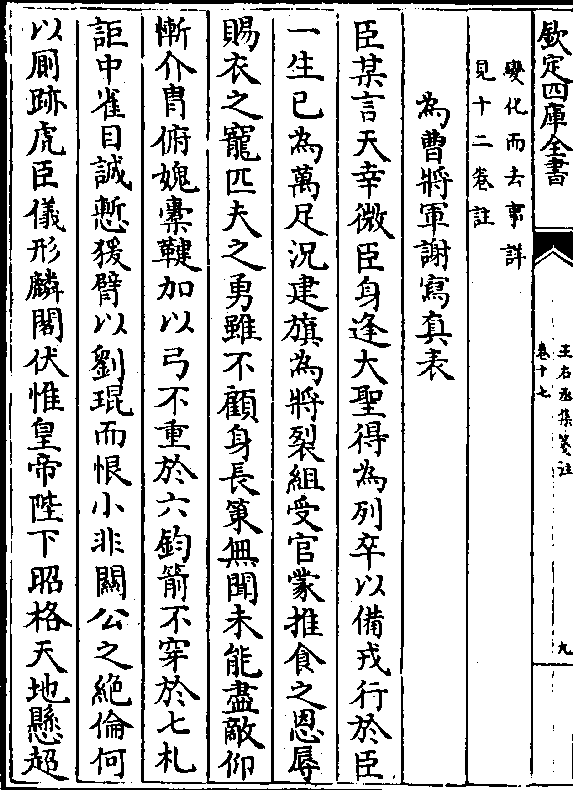 欽定四庫全書
王右丞集箋註
卷十七
九
變化而去事詳
見十二卷註
為曹將軍謝寫真表
臣某言天幸微臣身逢大聖得為列卒以備戎行於臣
一生已為萬足況建旗為將裂組受官蒙推食之恩辱
賜衣之寵匹夫之勇雖不顧身長策無聞未能盡敵仰
慚介胄俯媿櫜鞬加以弓不重於六鈞箭不穿於七札
詎中雀目誠慙猨臂以劉琨而恨小非關公之絶倫何
以厠跡虎臣儀形麟閣伏惟皇帝陛下昭格天地懸超